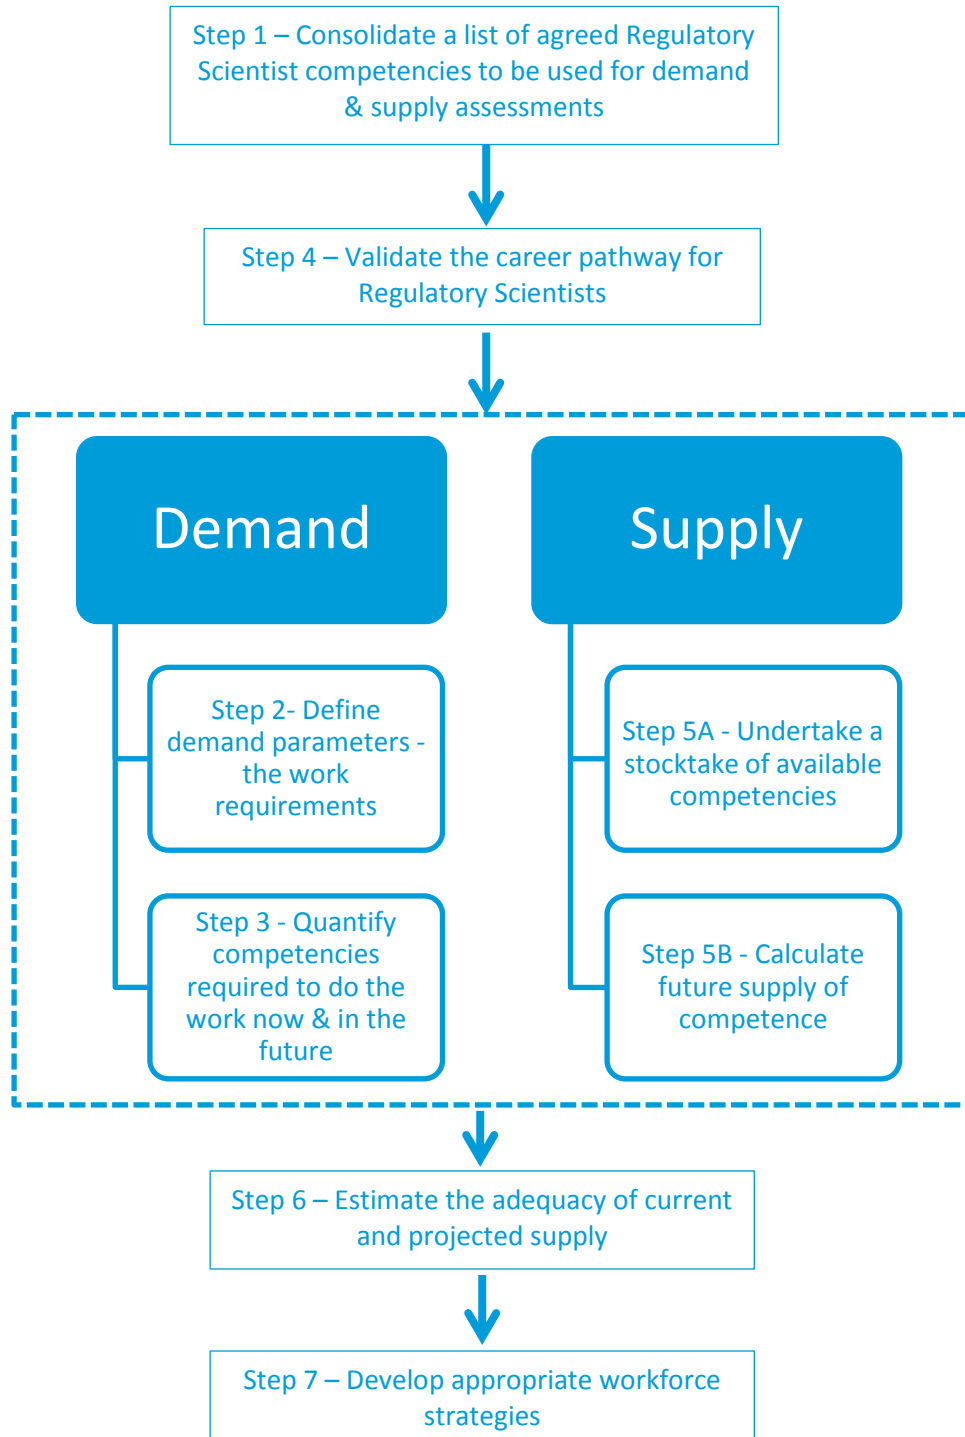 Step 1 – Consolidate a list of agreed Regulatory
Scientist competencies to be used for demand
& supply assessments
Step 4 – Validate the career pathway for
Regulatory Scientists
Demand
Supply
Step 2- Define
demand parameters -
the work
requirements
Step 5A - Undertake a
stocktake of available
competencies
Step 3 - Quantify
competencies
required to do the
work now & in the
future
Step 5B - Calculate
future supply of
competence
Step 6 – Estimate the adequacy of current
and projected supply
Step 7 – Develop appropriate workforce
strategies